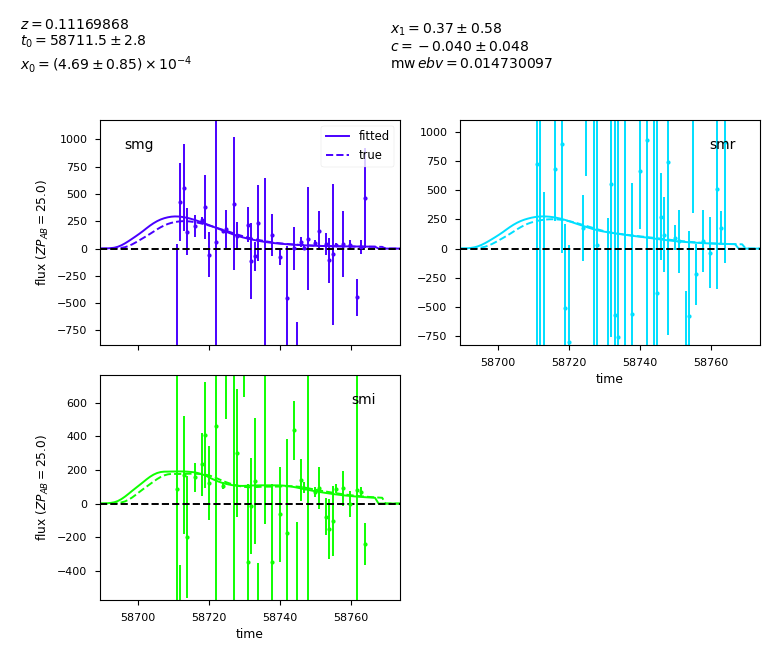 z = 0.11169868
t₀ = 58711.5 ± 2.8
x₀ = (4.69 ± 0.85) × 10⁻⁴
x₁ = 0.37 ± 0.58
c = −0.040 ± 0.048
mw ebv = 0.014730097
smg
fitted
true
1000
750
500
250
0
−250
−500
−750
flux (ZP_AB = 25.0)
smr
1000
750
500
250
0
−250
−500
−750
58700 58720 58740 58760
time
smi
600
400
200
0
−200
−400
flux (ZP_AB = 25.0)
58700 58720 58740 58760
time